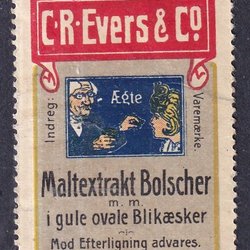 C.R. Evers & Co
Indreg:
Ægte
Varemærke.
Maltextrakt Bolscher
m. m.
i gule ovale Blikæsker
Mod Efterligning advares.